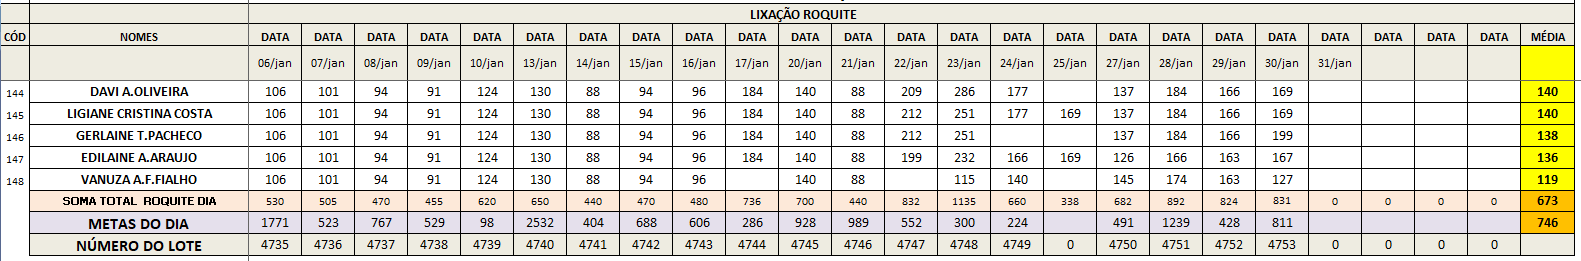 LIXAÇÃO ROQUITE
CÓD NOMES DATA DATA DATA DATA DATA DATA DATA DATA DATA DATA DATA DATA DATA DATA DATA DATA DATA DATA DATA DATA DATA DATA DATA DATA MÉDIA
06/jan 07/jan 08/jan 09/jan 10/jan 13/jan 14/jan 15/jan 16/jan 17/jan 20/jan 21/jan 22/jan 23/jan 24/jan 25/jan 27/jan 28/jan 29/jan 30/jan 31/jan
144 DAVI A.OLIVEIRA 106 101 94 91 124 130 88 94 96 184 140 88 209 286 177 137 184 166 169 140
145 LIGIANE CRISTINA COSTA 106 101 94 91 124 130 88 94 96 184 140 88 212 251 177 169 137 184 166 169 140
146 GERLAINE T.PACHECO 106 101 94 91 124 130 88 94 96 184 140 88 212 251 137 184 166 199 138
147 EDILAINE A.ARAUJO 106 101 94 91 124 130 88 94 96 184 140 88 199 232 166 169 126 166 163 167 136
148 VANUZA A.F.FIALHO 106 101 94 91 124 130 88 94 96 140 88 115 140 145 174 163 127 119
SOMA TOTAL ROQUITE DIA 530 505 470 455 620 650 440 470 480 736 700 440 832 1135 660 338 682 892 824 831 0 0 0 0 673
METAS DO DIA 1771 523 767 529 98 2532 404 688 606 286 928 989 552 300 224 491 1239 428 811 746
NÚMERO DO LOTE 4735 4736 4737 4738 4739 4740 4741 4742 4743 4744 4745 4746 4747 4748 4749 0 4750 4751 4752 4753 0 0 0 0